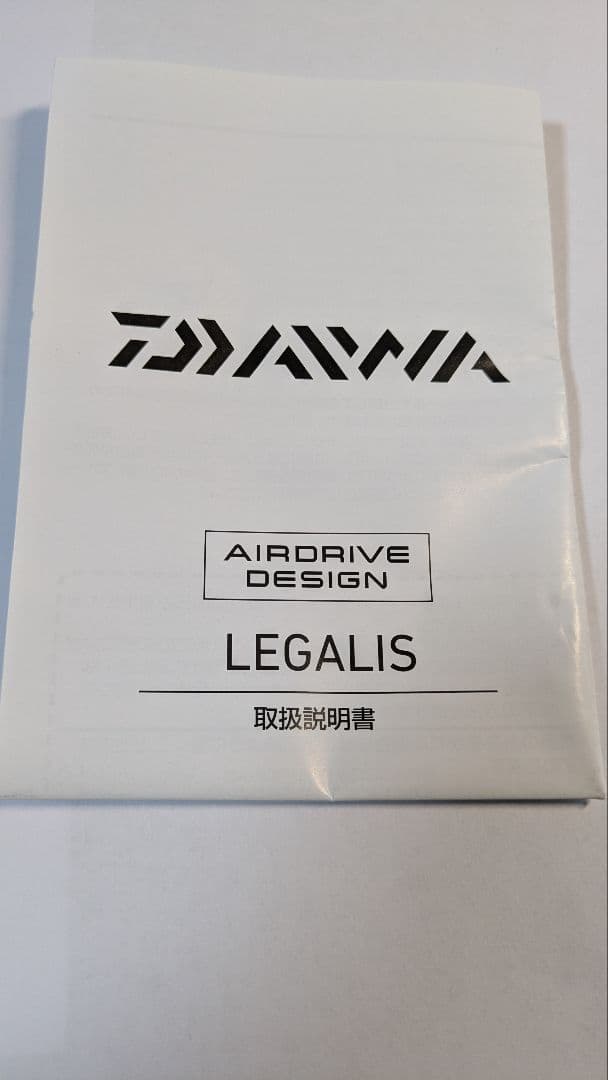 DAIWA
AIRDRIVE
DESIGN
LEGALIS
取扱説明書